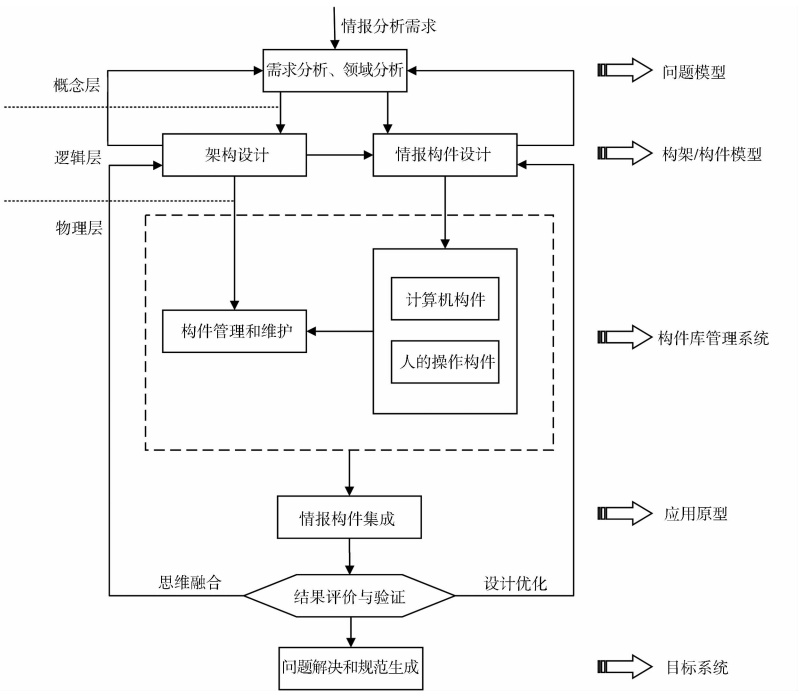 情报分析需求
需求分析、领域分析
问题模型
概念层
逻辑层
架构设计
情报构件设计
构架/构件模型
物理层
计算机构件
构件管理和维护
人的操作构件
构件库管理系统
情报构件集成
应用原型
思维融合
结果评价与验证
设计优化
问题解决和规范生成
目标系统